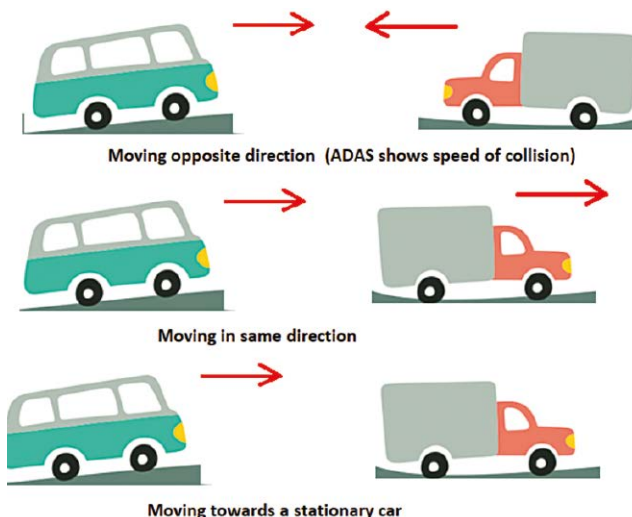 Moving opposite direction (ADAS shows speed of collision)
Moving in same direction
Moving towards a stationary car